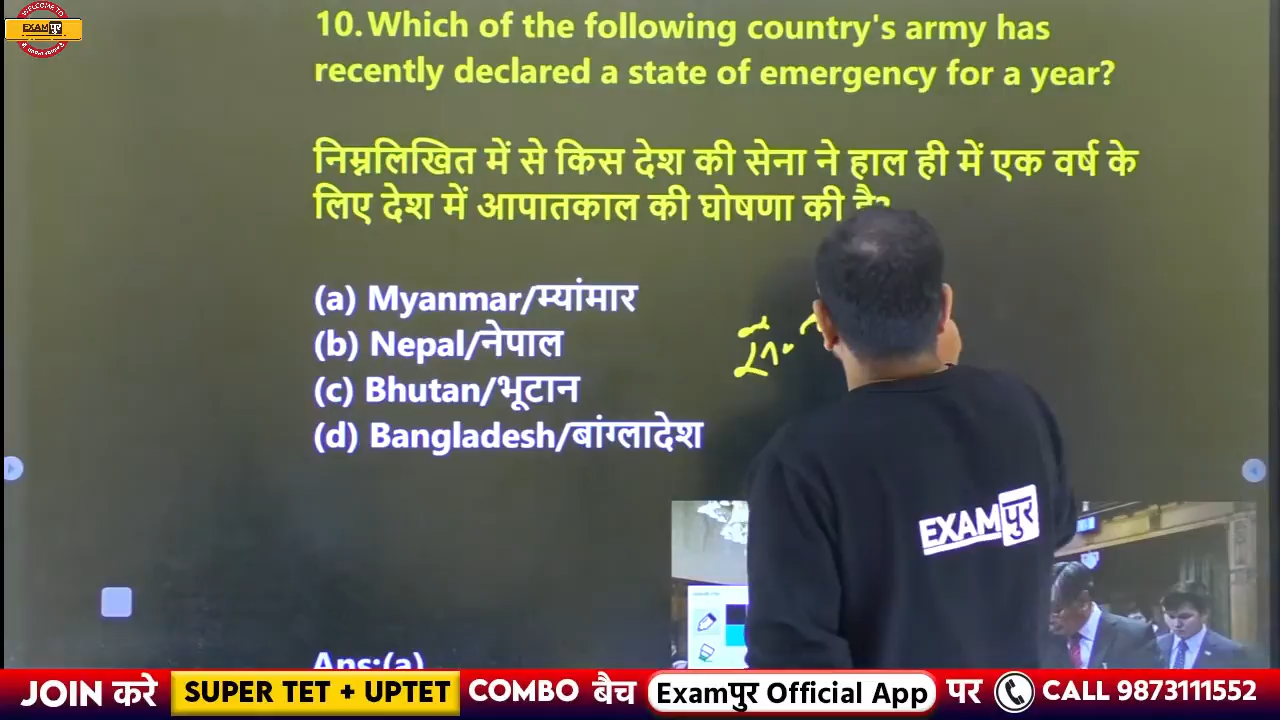 WELCOME TO
EXAMपुर
10. Which of the following country's army has
recently declared a state of emergency for a year?
निम्नलिखित में से किस देश की सेना ने हाल ही में एक वर्ष के
लिए देश में आपातकाल की घोषणा की है?
(a) Myanmar/म्यांमार
(b) Nepal/नेपाल
(c) Bhutan/भूटान
(d) Bangladesh/बांग्लादेश
EXAMपुर
Ans:(a)
JOIN करे SUPER TET + UPTET COMBO बैच Examपुर Official App पर CALL 9873111552